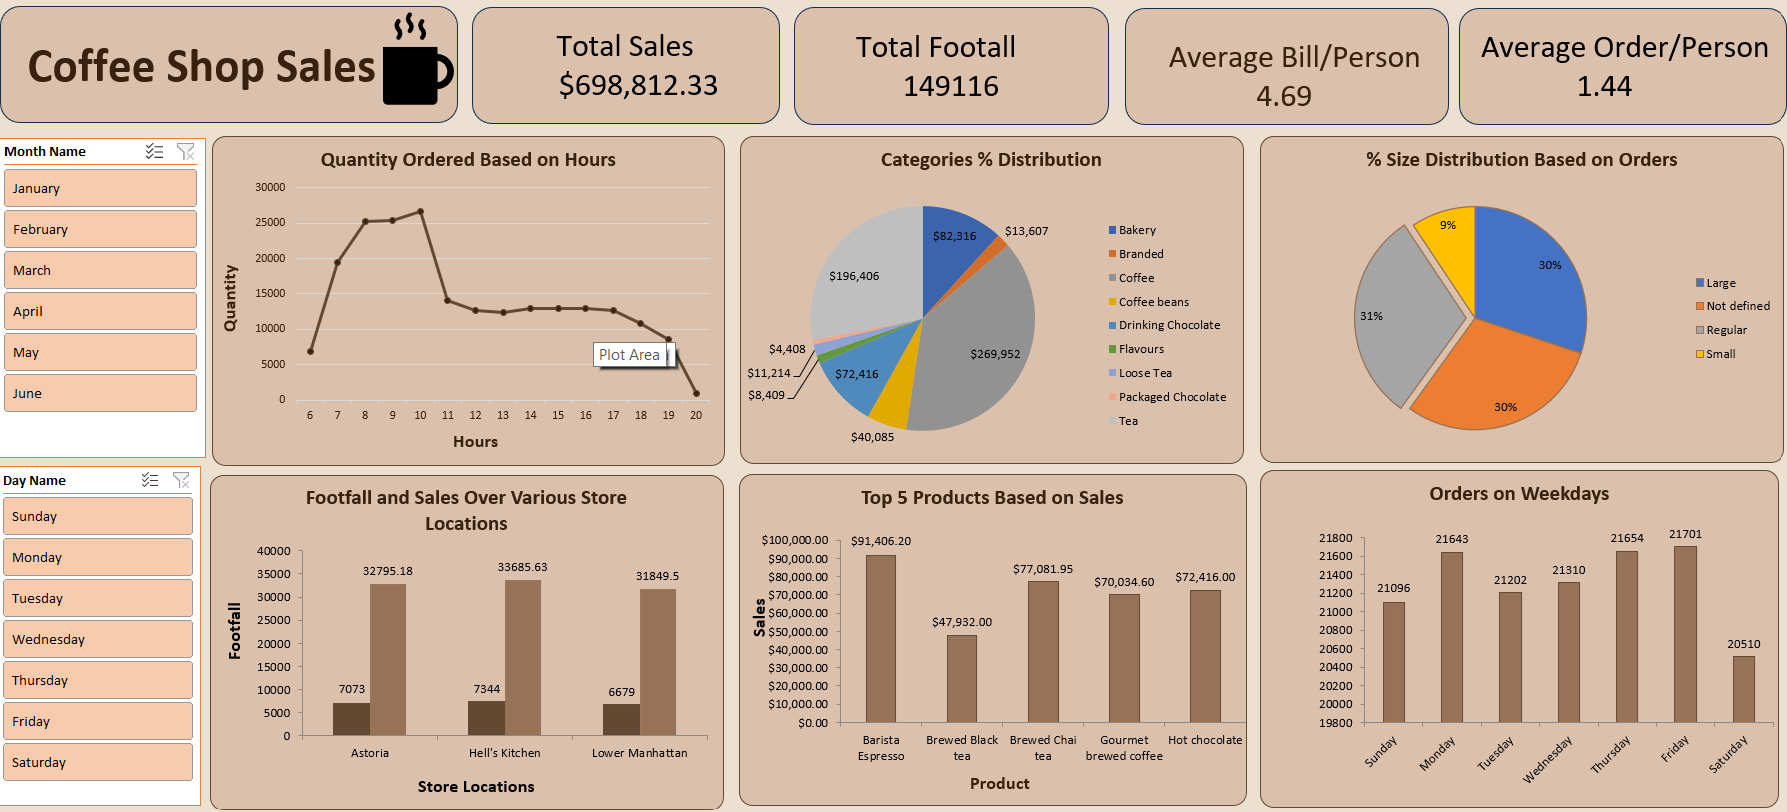 Coffee Shop Sales
Total Sales
$698,812.33
Total Footall
149116
Average Bill/Person
4.69
Average Order/Person
1.44
Month Name
January
February
March
April
May
June
Day Name
Sunday
Monday
Tuesday
Wednesday
Thursday
Friday
Saturday
Quantity Ordered Based on Hours
30000
25000
20000
15000
10000
5000
0
Quantity
6 7 8 9 10 11 12 13 14 15 16 17 18 19 20
Hours
Plot Area
Categories % Distribution
$82,316
$13,607
$269,952
$40,085
$72,416
$8,409
$11,214
$4,408
$196,406
Bakery
Branded
Coffee
Coffee beans
Drinking Chocolate
Flavours
Loose Tea
Packaged Chocolate
Tea
% Size Distribution Based on Orders
30%
30%
31%
9%
Large
Not defined
Regular
Small
Footfall and Sales Over Various Store
Locations
40000
35000
30000
25000
20000
15000
10000
5000
0
Footfall
7073
32795.18
7344
33685.63
6679
31849.5
Astoria
Hell's Kitchen
Lower Manhattan
Store Locations
Top 5 Products Based on Sales
$100,000.00
$90,000.00
$80,000.00
$70,000.00
$60,000.00
$50,000.00
$40,000.00
$30,000.00
$20,000.00
$10,000.00
$0.00
Sales
$91,406.20
$47,932.00
$77,081.95
$70,034.60
$72,416.00
Barista
Espresso
Brewed Black
tea
Brewed Chai
tea
Gourmet
brewed coffee
Hot chocolate
Product
Orders on Weekdays
21800
21600
21400
21200
21000
20800
20600
20400
20200
20000
19800
21096
21643
21202
21310
21654
21701
20510
Sunday
Monday
Tuesday
Wednesday
Thursday
Friday
Saturday